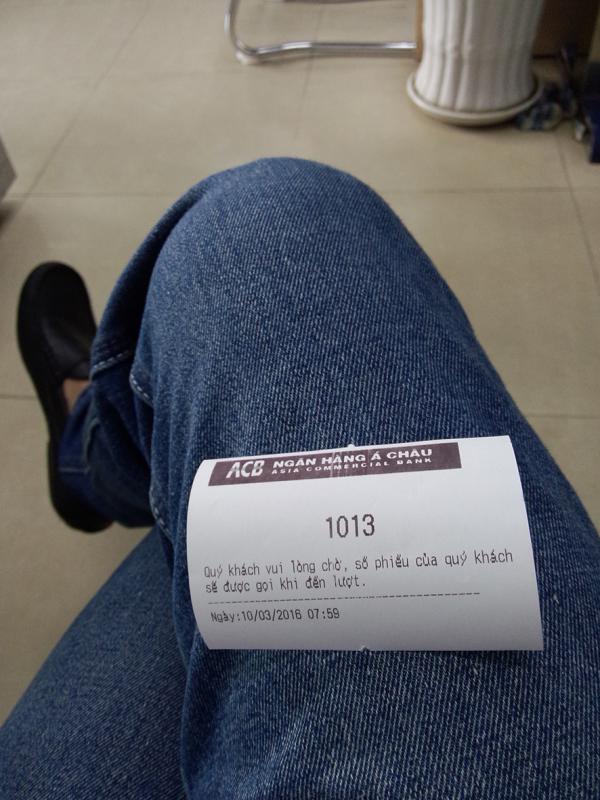 ACB NGÂN HÀNG Á CHÂU
ASIA COMMERCIAL BANK
1013
Quý khách vui lòng chờ, số phiếu của quý khách
sẽ được gọi khi đến lượt.
Ngày:10/03/2016 07:59